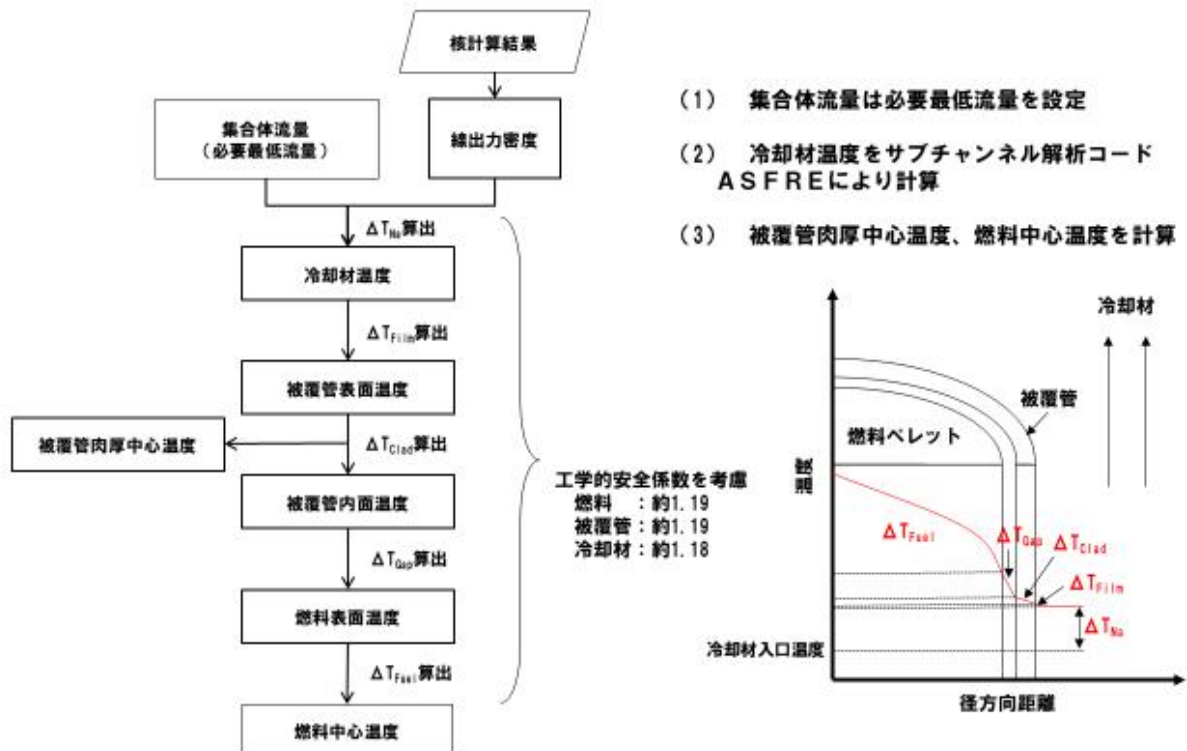 核計算結果
集合体流量
(必要最低流量)
線出力密度
ΔTNa算出
冷却材温度
ΔTFilm算出
被覆管表面温度
被覆管肉厚中心温度
ΔTClad算出
被覆管内面温度
ΔTGap算出
燃料表面温度
ΔTFuel算出
燃料中心温度
工学的安全係数を考慮
燃料 :約1.19
被覆管:約1.19
冷却材:約1.18
(1) 集合体流量は必要最低流量を設定
(2) 冷却材温度をサブチャンネル解析コード
ASFREにより計算
(3) 被覆管肉厚中心温度、燃料中心温度を計算
冷却材
被覆管
燃料ペレット
温度
ΔTFuel
ΔTGap
ΔTClad
ΔTFilm
ΔTNa
冷却材入口温度
径方向距離